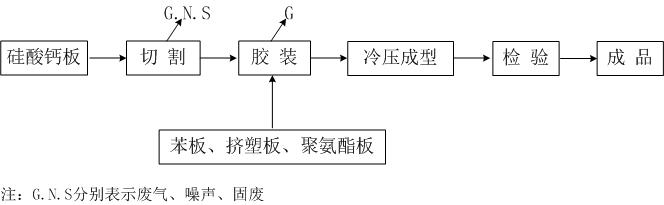 G.N.S
G
硅酸钙板
切 割
胶 装
冷压成型
检 验
成 品
苯板、挤塑板、聚氨酯板
注：G.N.S分别表示废气、噪声、固废